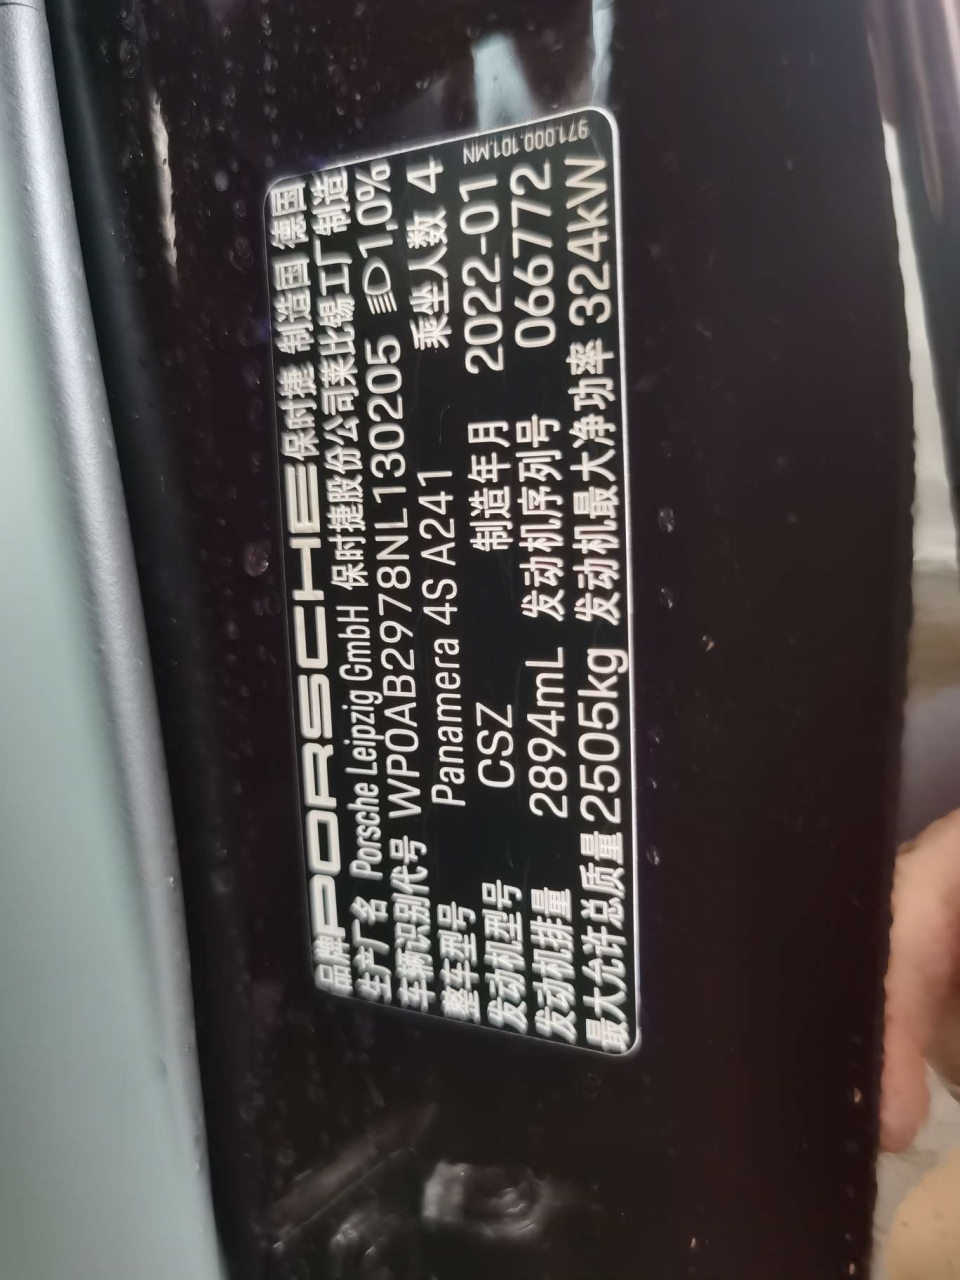 品牌 PORSCHE 保时捷 制造国 德国
生产厂名 Porsche Leipzig GmbH 保时捷股份公司莱比锡工厂 制造
车辆识别代号 WP0AB2978NL130205 1,0%
整车型号 Panamera 4S A241 乘坐人数 4
发动机型号 CSZ 制造年月 2022-01
发动机排量 2894mL 发动机序列号 066772
最大允许总质量 2505kg 发动机最大净功率 324kW
971.000.101.MN